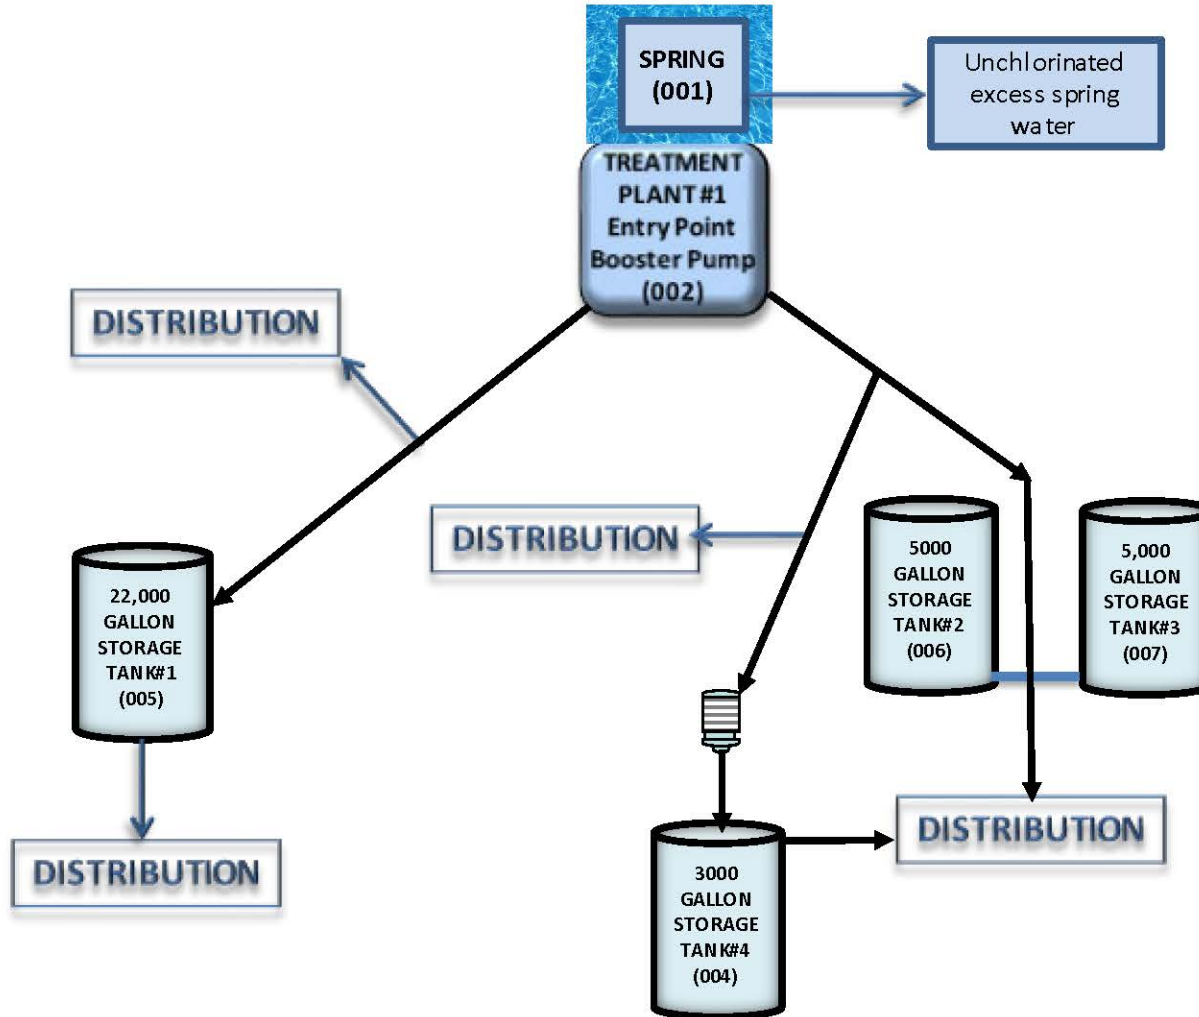 SPRING
(001)
Unchlorinated
excess spring
water
TREATMENT
PLANT #1
Entry Point
Booster Pump
(002)
DISTRIBUTION
DISTRIBUTION
22,000
GALLON
STORAGE
TANK#1
(005)
5000
GALLON
STORAGE
TANK#2
(006)
5,000
GALLON
STORAGE
TANK#3
(007)
DISTRIBUTION
DISTRIBUTION
3000
GALLON
STORAGE
TANK#4
(004)